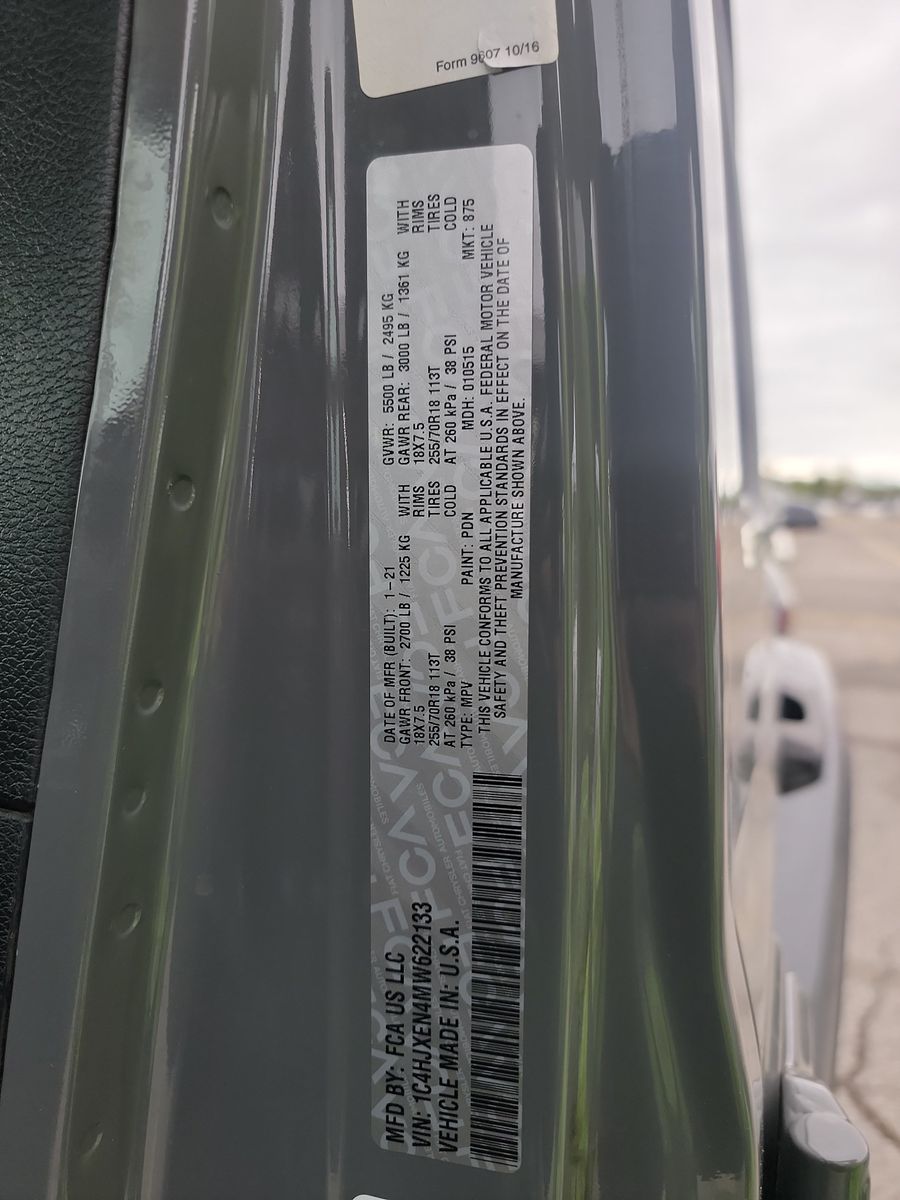 Form 9607 10/16
MFD BY: FCA US LLC
VIN: 1C4HJXEN4MW622133
VEHICLE MADE IN: U.S.A.
DATE OF MFR (BUILT): 1-21 GVWR: 5500 LB / 2495 KG
GAWR FRONT: 2700 LB / 1225 KG WITH GAWR REAR: 3000 LB / 1361 KG WITH
18X7.5 RIMS 18X7.5 RIMS
255/70R18 113T TIRES 255/70R18 113T TIRES
AT 260 kPa / 38 PSI COLD AT 260 kPa / 38 PSI COLD
TYPE: MPV PAINT: PDN MDH: 010515 MKT: 875
THIS VEHICLE CONFORMS TO ALL APPLICABLE U.S.A. FEDERAL MOTOR VEHICLE
SAFETY AND THEFT PREVENTION STANDARDS IN EFFECT ON THE DATE OF
MANUFACTURE SHOWN ABOVE.